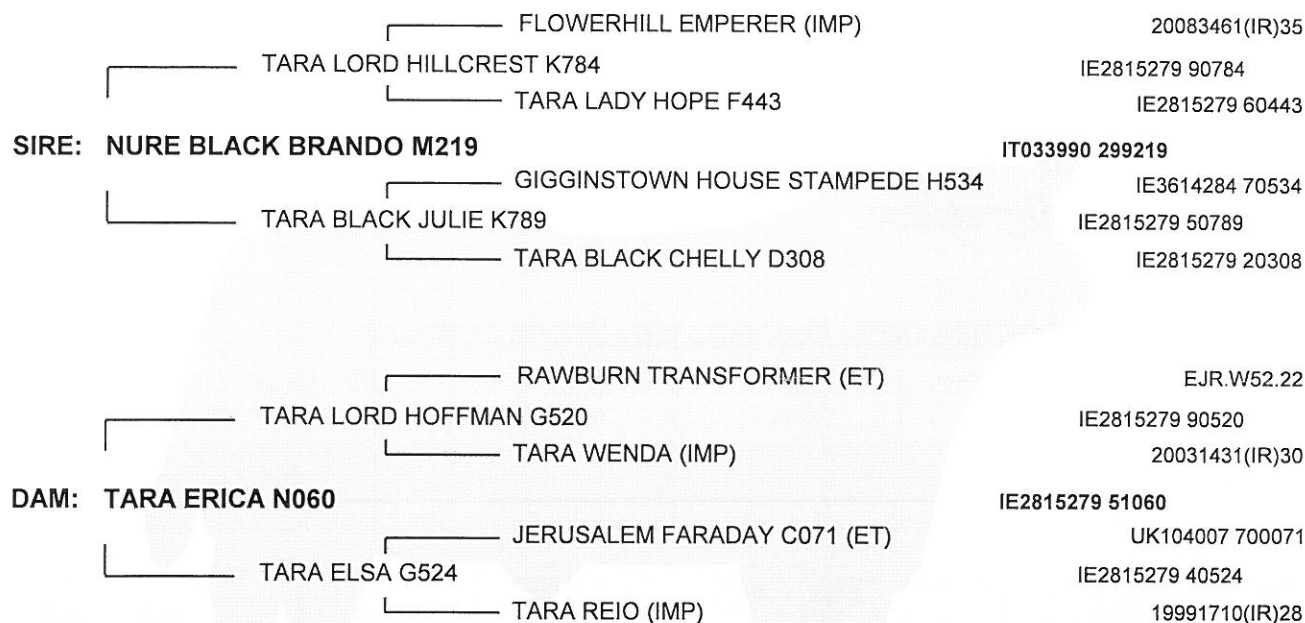 FLOWERHILL EMPERER (IMP) 20083461(IR)35
TARA LORD HILLCREST K784 IE2815279 90784
TARA LADY HOPE F443 IE2815279 60443
SIRE: NURE BLACK BRANDO M219 IT033990 299219
GIGGINSTOWN HOUSE STAMPEDE H534 IE3614284 70534
TARA BLACK JULIE K789 IE2815279 50789
TARA BLACK CHELLY D308 IE2815279 20308
RAWBURN TRANSFORMER (ET) EJR.W52.22
TARA LORD HOFFMAN G520 IE2815279 90520
TARA WENDA (IMP) 20031431(IR)30
DAM: TARA ERICA N060 IE2815279 51060
JERUSALEM FARADAY C071 (ET) UK104007 700071
TARA ELSA G524 IE2815279 40524
TARA REIO (IMP) 19991710(IR)28